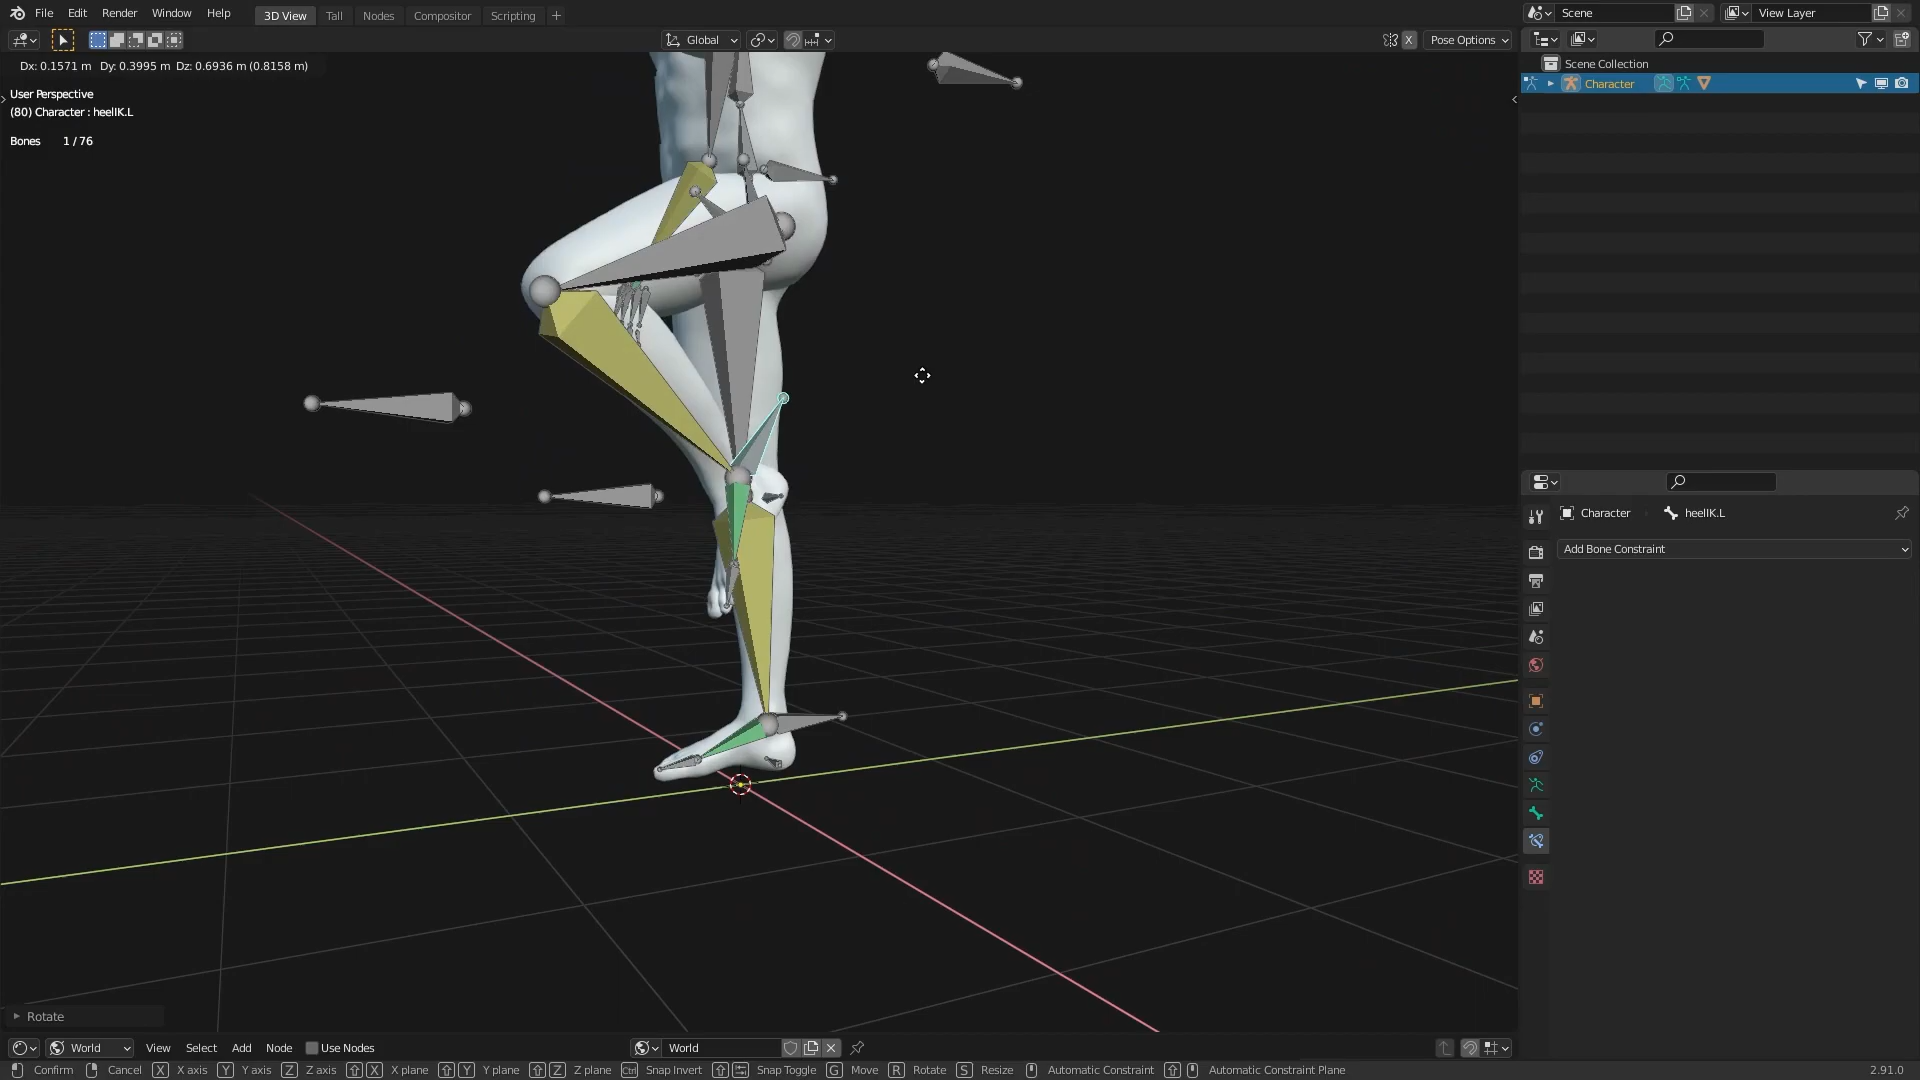 File Edit Render Window Help 3D View Tall Nodes Compositor Scripting + Scene View Layer
Global X Pose Options
Dx: 0.1571 m Dy: 0.3995 m Dz: 0.6936 m (0.8158 m)
User Perspective
(80) Character : heelIK.L
Bones 1 / 76
Scene Collection
Character
Character heelIK.L
Add Bone Constraint
Rotate
World View Select Add Node Use Nodes World
Confirm Cancel X X axis Y Y axis Z Z axis X X plane Y Y plane Z Z plane Ctrl Snap Invert Snap Toggle G Move R Rotate S Resize Automatic Constraint Automatic Constraint Plane 2.91.0